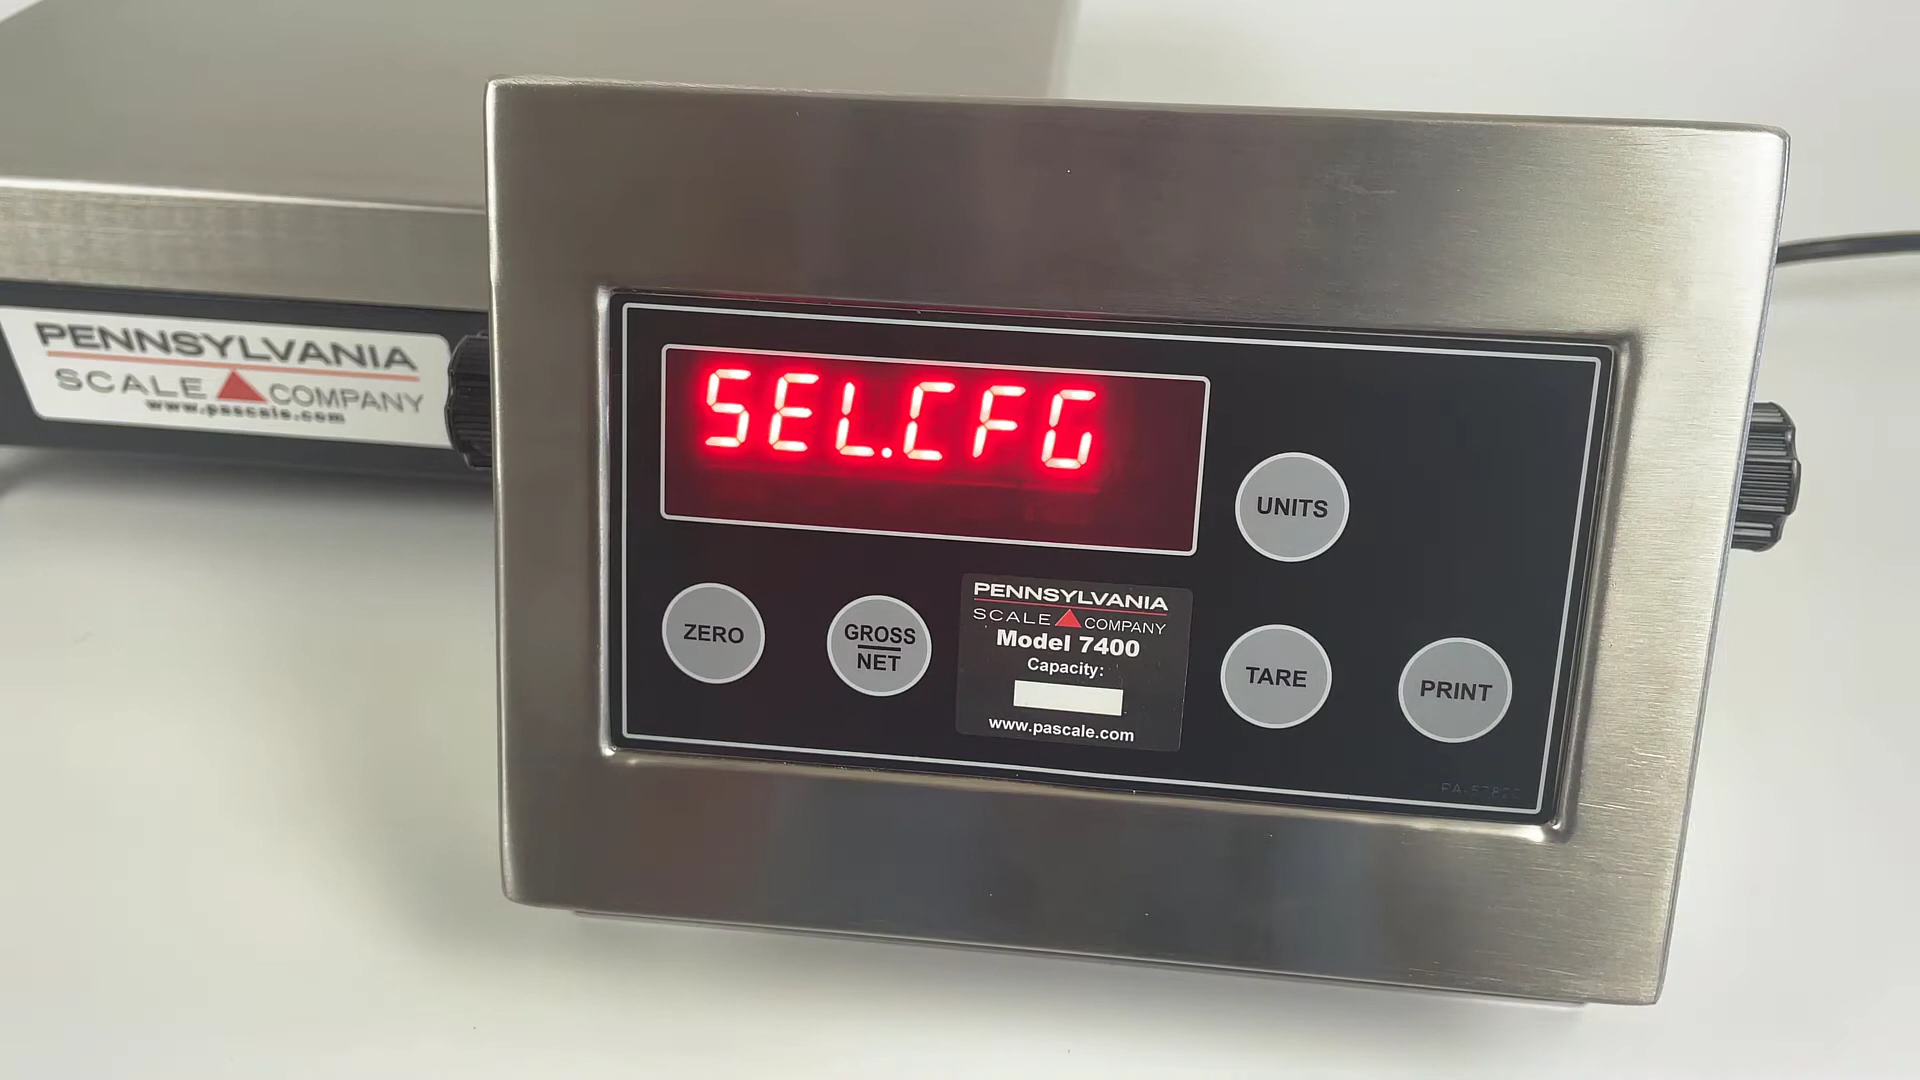 PENNSYLVANIA
SCALE COMPANY
www.pascale.com
SEL.CFG
UNITS
ZERO
GROSS
NET
PENNSYLVANIA
SCALE COMPANY
Model 7400
Capacity:
www.pascale.com
TARE
PRINT